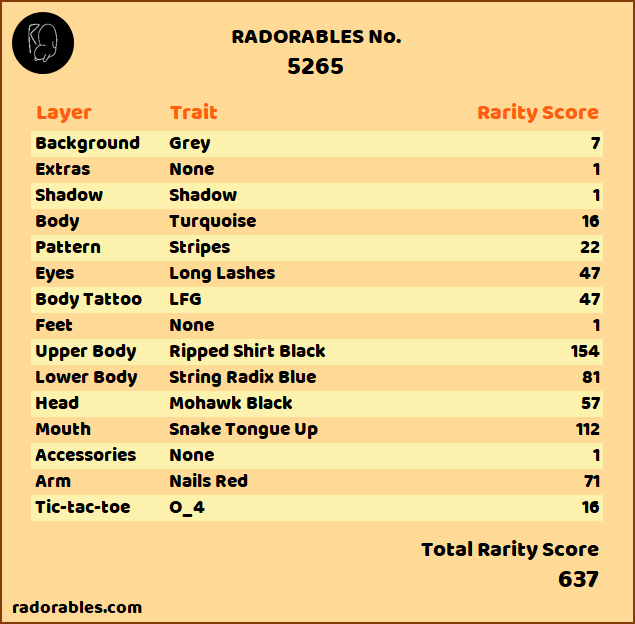 RADORABLES No.
5265
Layer Trait Rarity Score
Background Grey 7
Extras None 1
Shadow Shadow 1
Body Turquoise 16
Pattern Stripes 22
Eyes Long Lashes 47
Body Tattoo LFG 47
Feet None 1
Upper Body Ripped Shirt Black 154
Lower Body String Radix Blue 81
Head Mohawk Black 57
Mouth Snake Tongue Up 112
Accessories None 1
Arm Nails Red 71
Tic-tac-toe O_4 16
Total Rarity Score
637
radorables.com